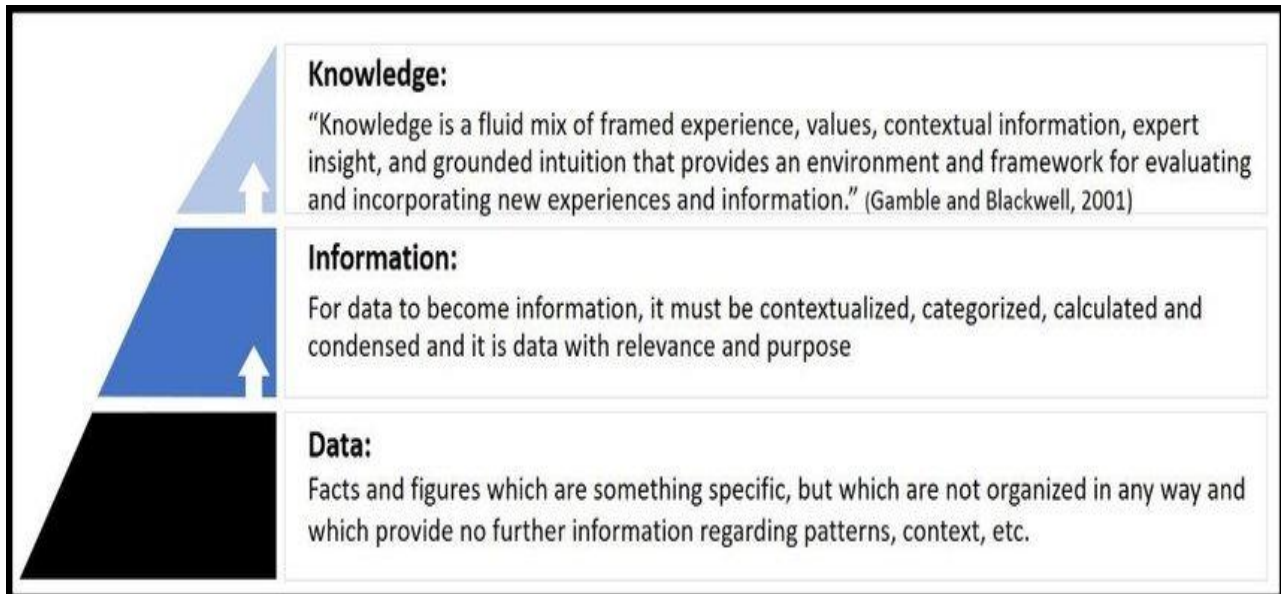 Knowledge:
“Knowledge is a fluid mix of framed experience, values, contextual information, expert
insight, and grounded intuition that provides an environment and framework for evaluating
and incorporating new experiences and information.” (Gamble and Blackwell, 2001)
Information:
For data to become information, it must be contextualized, categorized, calculated and
condensed and it is data with relevance and purpose
Data:
Facts and figures which are something specific, but which are not organized in any way and
which provide no further information regarding patterns, context, etc.